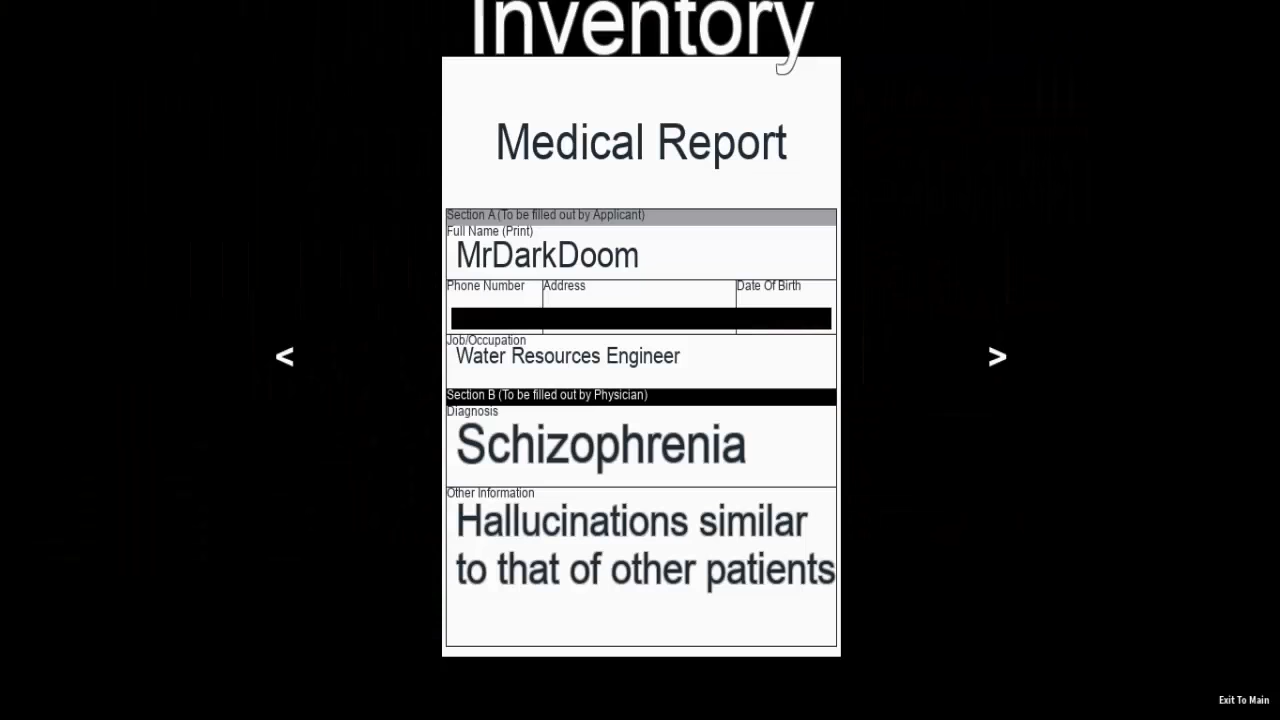 Inventory
Medical Report
Section A (To be filled out by Applicant)
Full Name (Print)
MrDarkDoom
Phone Number Address Date Of Birth
Job/Occupation
Water Resources Engineer
< >
Section B (To be filled out by Physician)
Diagnosis
Schizophrenia
Other Information
Hallucinations similar
to that of other patients
Exit To Main